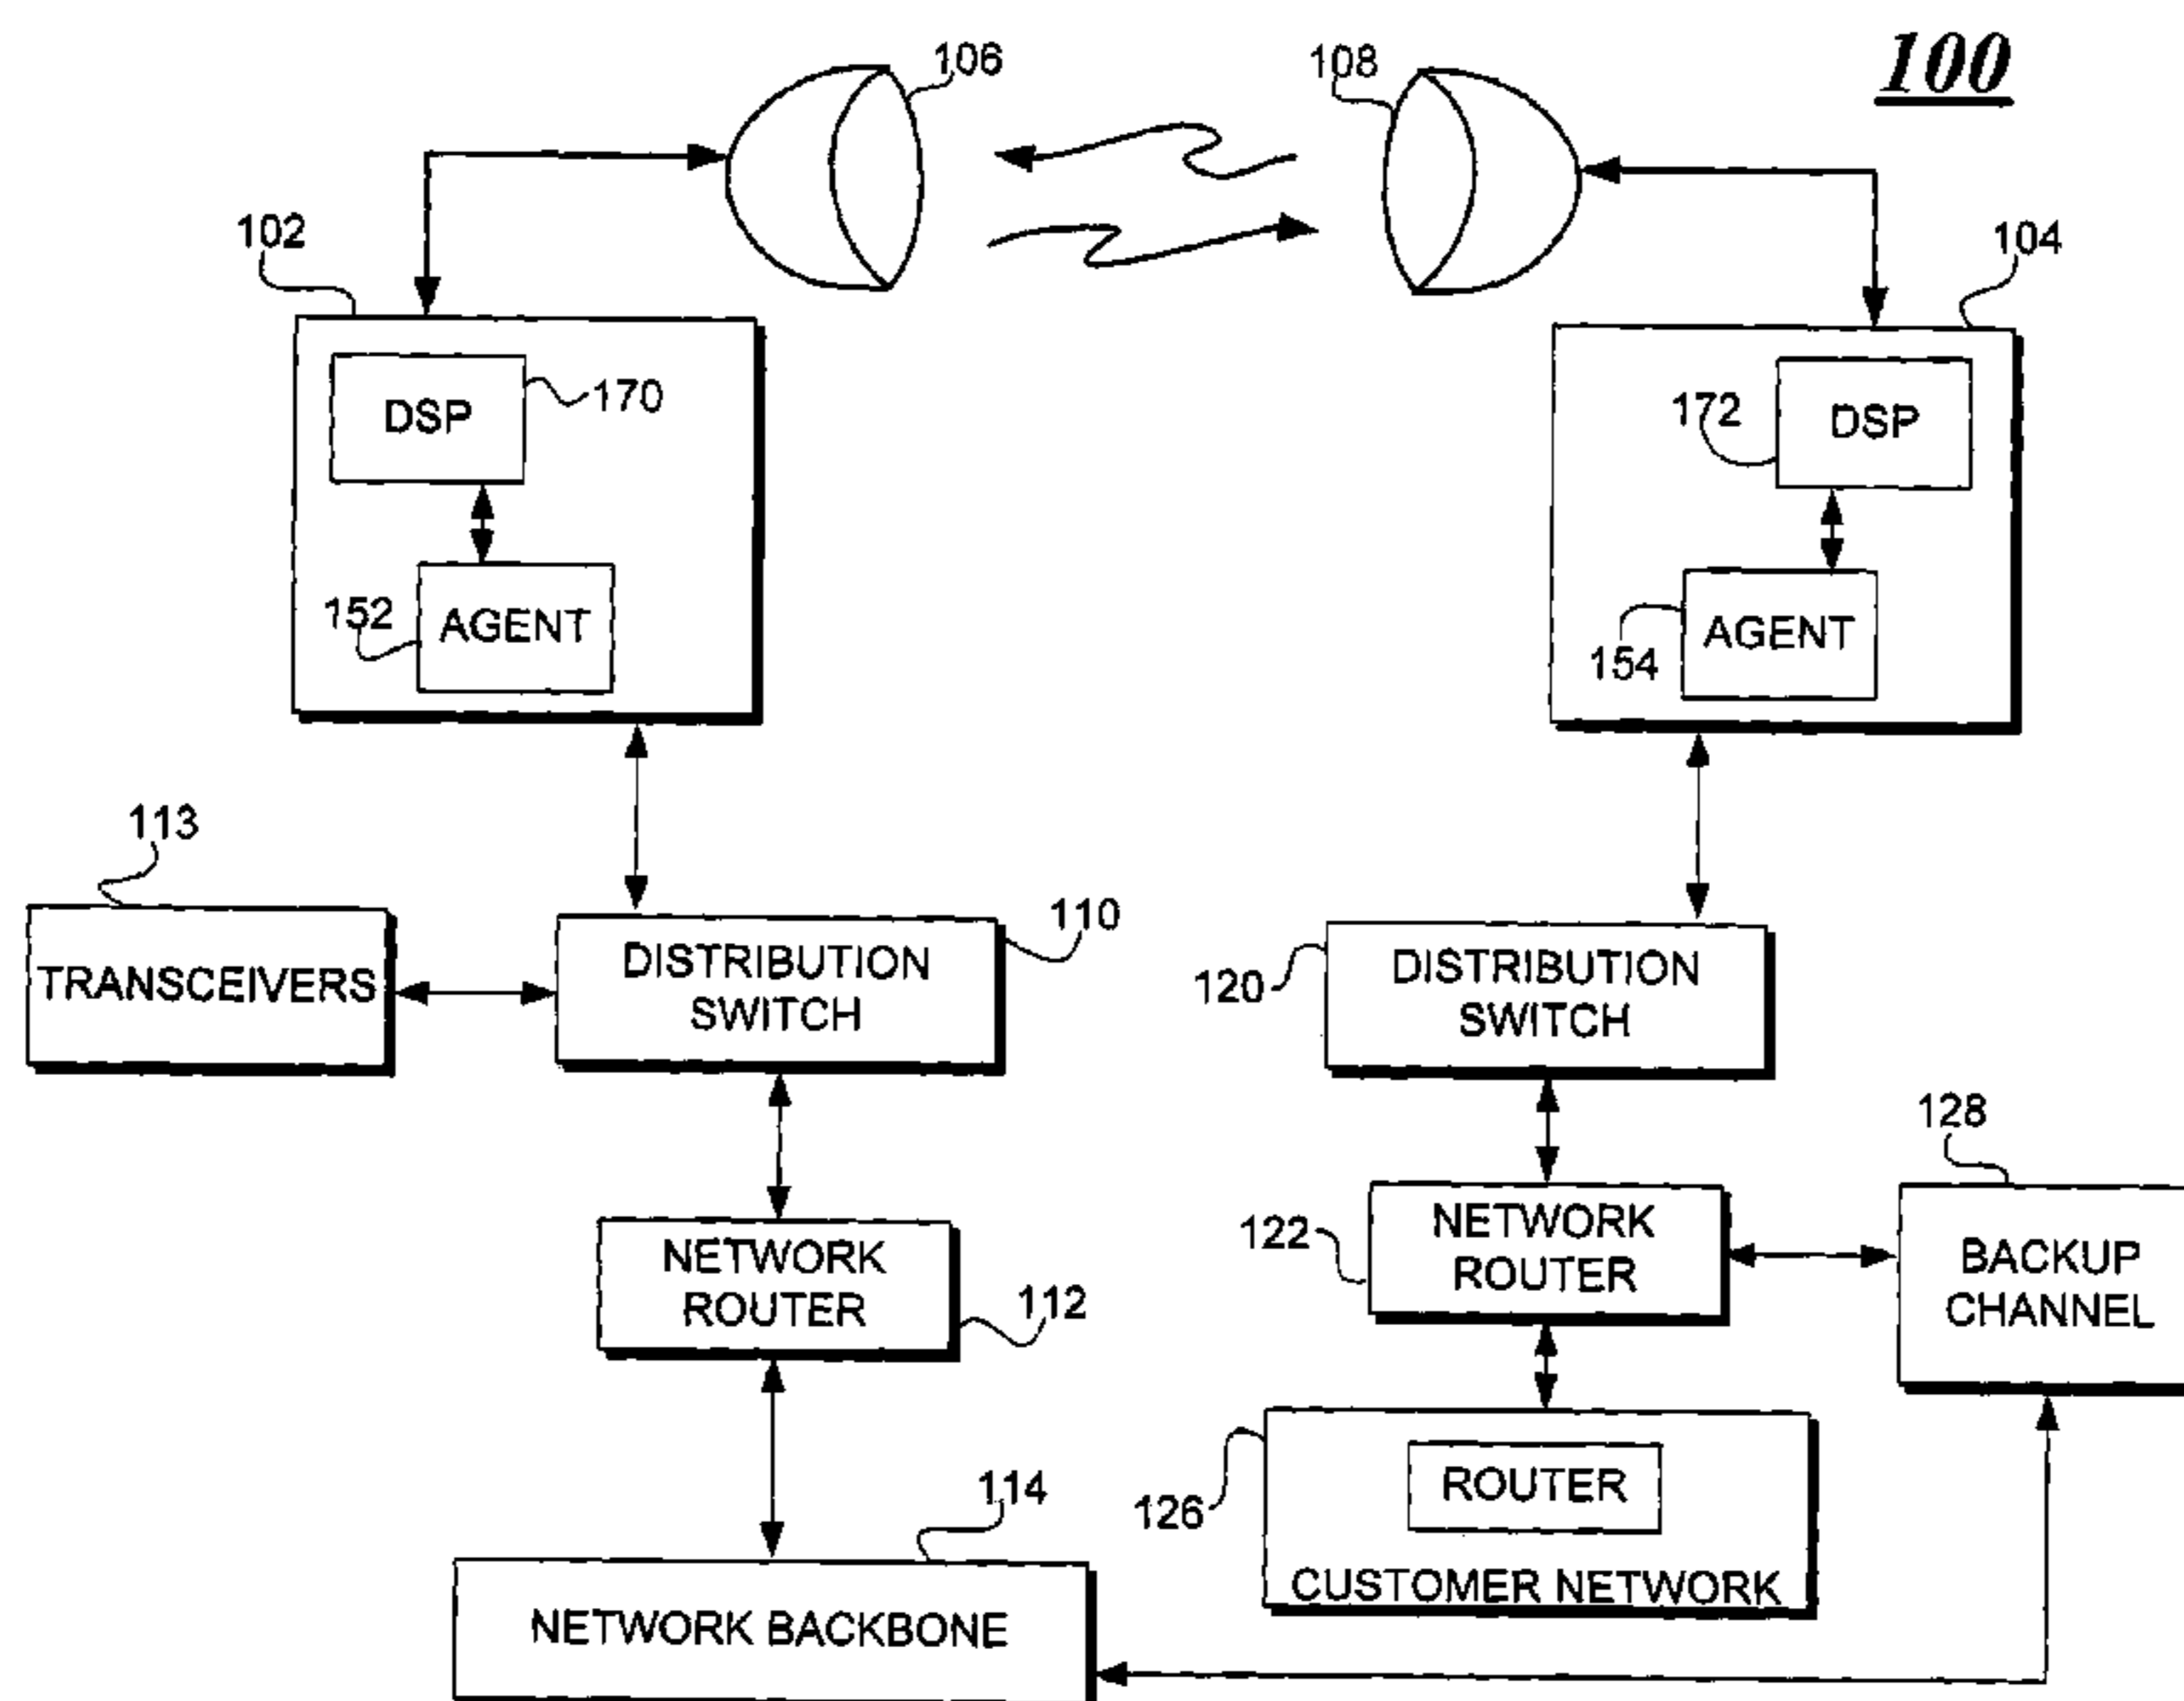 100
106
108
102
104
DSP
170
172
DSP
152
AGENT
154
AGENT
113
TRANSCEIVERS
110
DISTRIBUTION
SWITCH
120
DISTRIBUTION
SWITCH
NETWORK
ROUTER
112
122
NETWORK
ROUTER
128
BACKUP
CHANNEL
114
NETWORK BACKBONE
126
ROUTER
CUSTOMER NETWORK